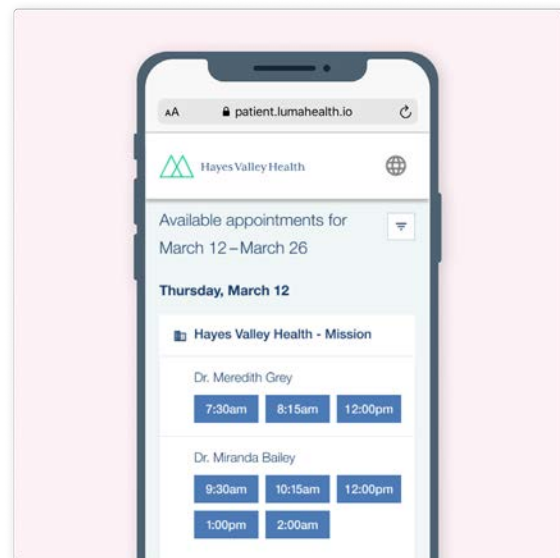 AA patient.lumahealth.io
Hayes Valley Health
Available appointments for
March 12 – March 26
Thursday, March 12
Hayes Valley Health - Mission
Dr. Meredith Grey
7:30am 8:15am 12:00pm
Dr. Miranda Bailey
9:30am 10:15am 12:00pm
1:00pm 2:00am